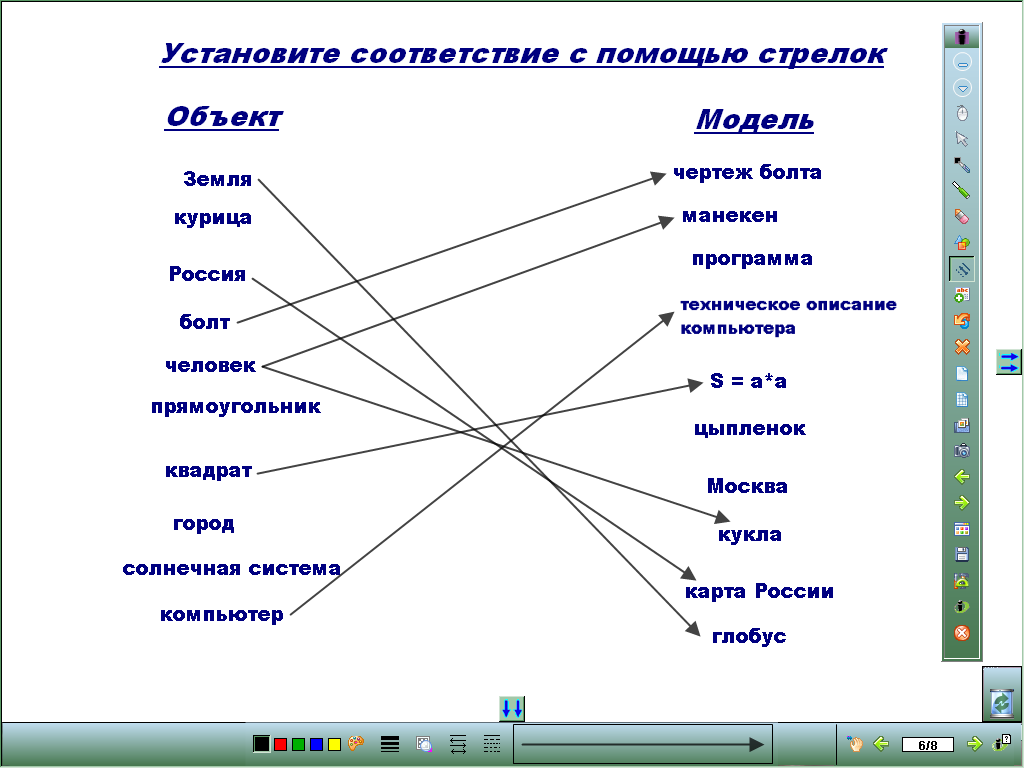 Установите соответствие с помощью стрелок
Объект
Модель
Земля
курица
Россия
болт
человек
прямоугольник
квадрат
город
солнечная система
компьютер
чертеж болта
манекен
программа
техническое описание
компьютера
S = a*a
цыпленок
Москва
кукла
карта России
глобус
abc
6/8